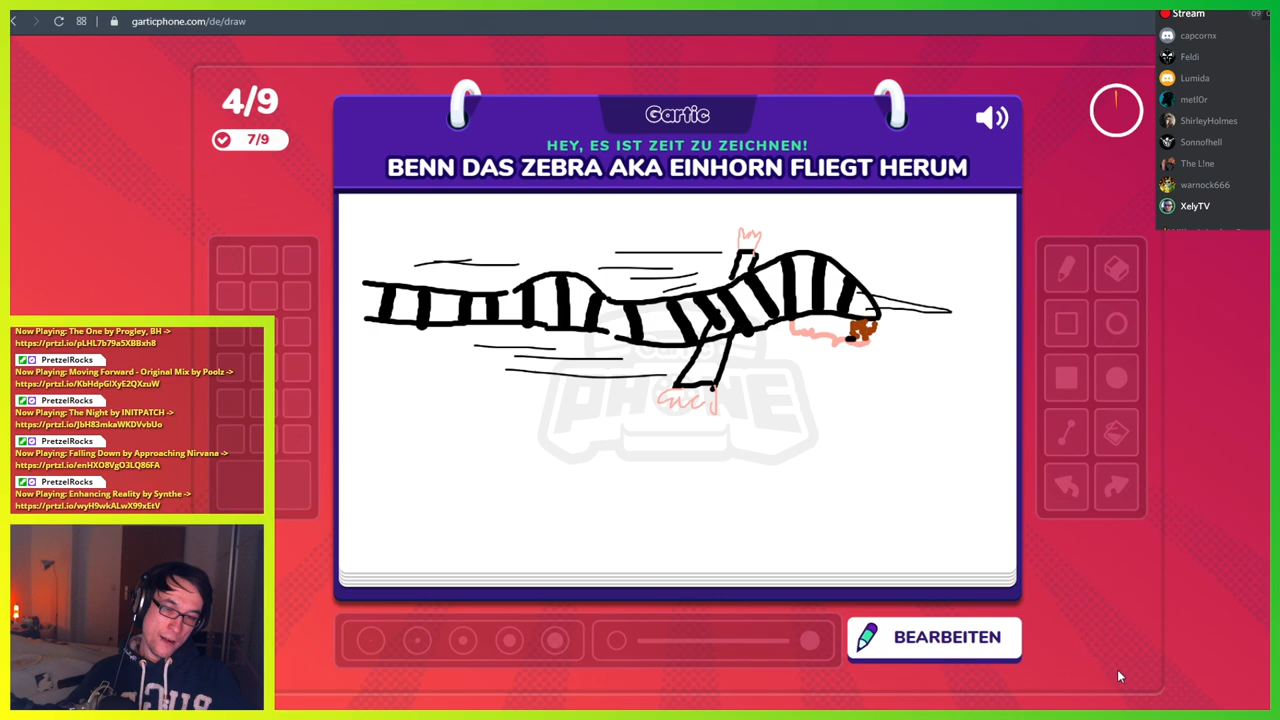 garticphone.com/de/draw
Stream
09
capcornx
Feldi
Lumida
metl0r
ShirleyHolmes
Sonnofhell
The L!ne
warnock666
XelyTV
4/9
7/9
Gartic
HEY, ES IST ZEIT ZU ZEICHNEN!
BENN DAS ZEBRA AKA EINHORN FLIEGT HERUM
PHONE
Now Playing: The One by Progley, BH ->
https://prtzl.io/pLHL7b79a5XBBxh8
PretzelRocks
Now Playing: Moving Forward - Original Mix by Poolz ->
https://prtzl.io/KbHdpGlXyE2QXzuW
PretzelRocks
Now Playing: The Night by INITPATCH ->
https://prtzl.io/JbH83mkaWKDVvbUo
PretzelRocks
Now Playing: Falling Down by Approaching Nirvana ->
https://prtzl.io/enHXO8VgO3LQ86FA
PretzelRocks
Now Playing: Enhancing Reality by Synthe ->
https://prtzl.io/wyH9wkALwX99xEtV
BEARBEITEN